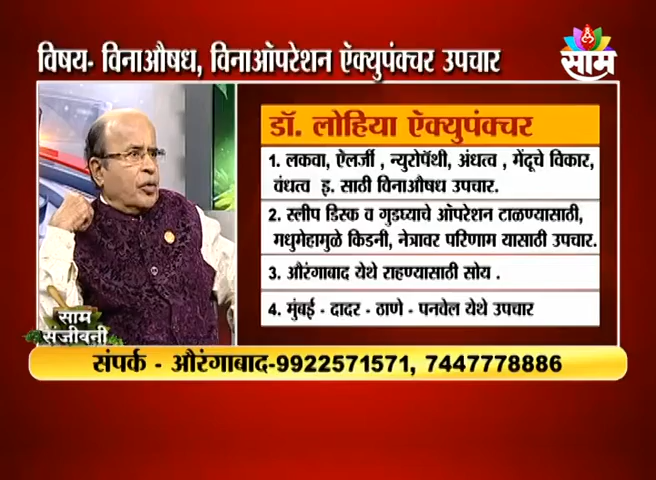 विषय- विनाऔषध, विनाऑपरेशन ऍक्युपंक्चर उपचार
साम
डॉ. लोहिया ऍक्युपंक्चर
1. लकवा, ऐलर्जी , न्युरोपॅथी, अंधत्व , मेंदूचे विकार,
वंधत्व इ. साठी विनाऔषध उपचार.
2. स्लीप डिस्क व गुडघ्याचे ऑपरेशन टाळण्यासाठी,
मधुमेहामुळे किडनी, नेत्रावर परिणाम यासाठी उपचार.
3. औरंगाबाद येथे राहण्यासाठी सोय .
4. मुंबई - दादर - ठाणे - पनवेल येथे उपचार
साम
संजीवनी
संपर्क - औरंगाबाद-9922571571, 7447778886